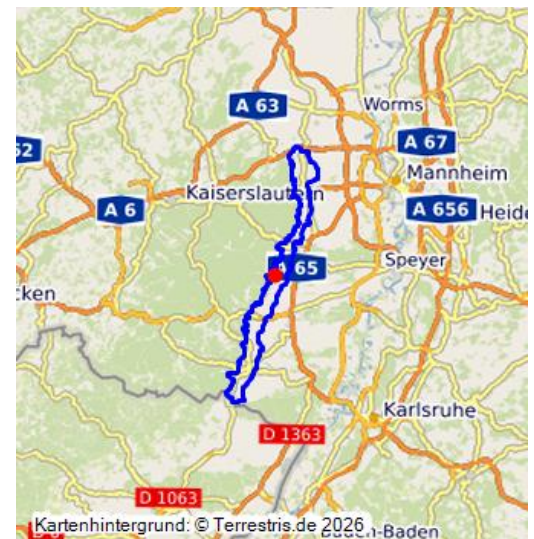 A 63
Worms
62
A 67
Mannheim
Kaiserslautern
A 6
A 656
Heide
65
Speyer
cken
Karlsruhe
D 1363
D 1063
Kartenhintergrund: © Terrestris.de 2026
Baden-Baden